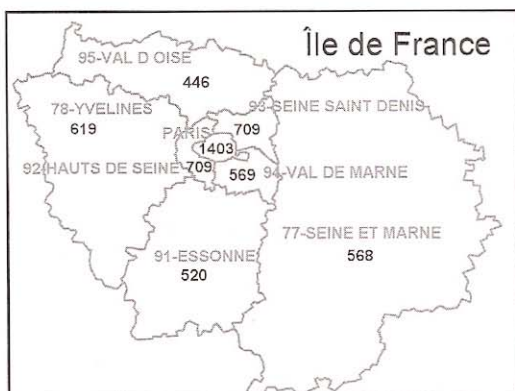 Île de France
95-VAL D OISE
446
78-YVELINES
619
93-SEINE SAINT DENIS
709
PARIS
1403
92-HAUTS DE SEINE
709
569
94-VAL DE MARNE
91-ESSONNE
520
77-SEINE ET MARNE
568